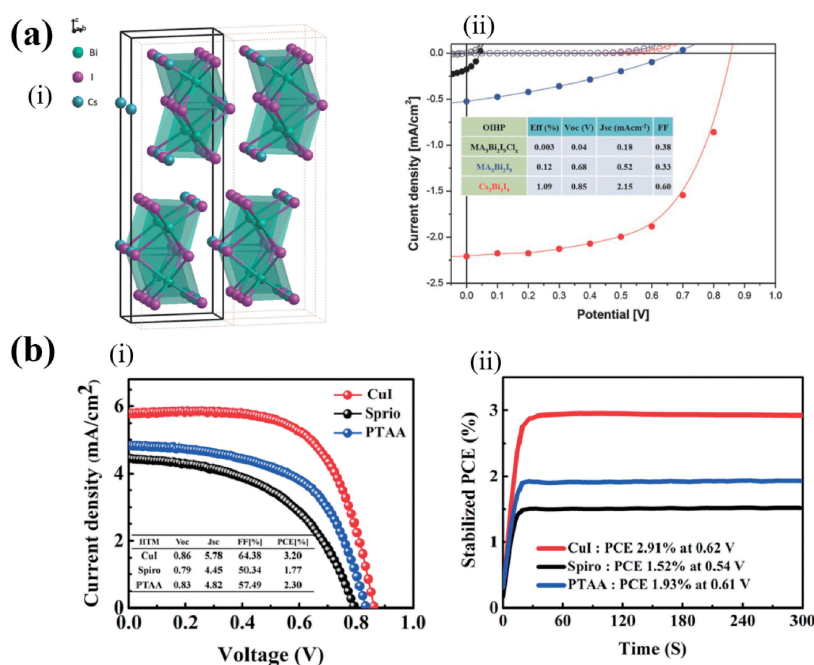 (a)
(i)
c
b
Bi
I
Cs
(ii)
Current density [mA/cm²]
0.0
-0.5
-1.0
-1.5
-2.0
-2.5
OIHP Eff (%) Voc (V) Jsc (mAcm⁻²) FF
MA₃Bi₂I₉Clₓ 0.003 0.04 0.18 0.38
MA₃Bi₂I₉ 0.12 0.68 0.52 0.33
Cs₃Bi₂I₉ 1.09 0.85 2.15 0.60
0.0 0.1 0.2 0.3 0.4 0.5 0.6 0.7 0.8 0.9 1.0
Potential [V]
(b)
(i)
Current density (mA/cm²)
6
4
2
0
CuI
Sprio
PTAA
HTM Voc Jsc FF[%] PCE[%]
CuI 0.86 5.78 64.38 3.20
Spiro 0.79 4.45 50.34 1.77
PTAA 0.83 4.82 57.49 2.30
0.0 0.2 0.4 0.6 0.8 1.0
Voltage (V)
(ii)
Stabilized PCE (%)
3
2
1
0
CuI : PCE 2.91% at 0.62 V
Spiro : PCE 1.52% at 0.54 V
PTAA : PCE 1.93% at 0.61 V
0 60 120 180 240 300
Time (S)